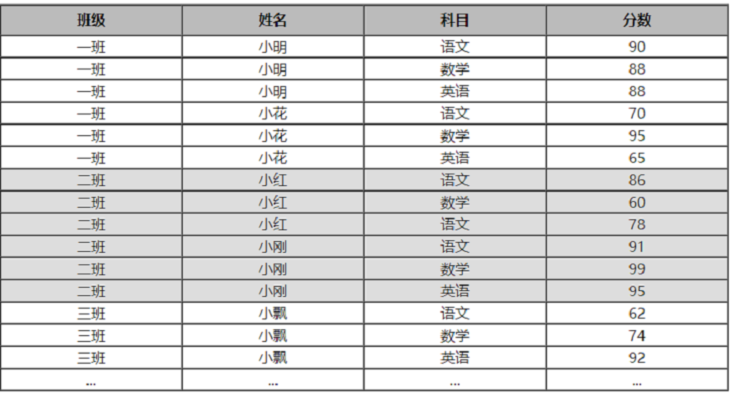 班级 姓名 科目 分数
一班 小明 语文 90
一班 小明 数学 88
一班 小明 英语 88
一班 小花 语文 70
一班 小花 数学 95
一班 小花 英语 65
二班 小红 语文 86
二班 小红 数学 60
二班 小红 语文 78
二班 小刚 语文 91
二班 小刚 数学 99
二班 小刚 英语 95
三班 小飘 语文 62
三班 小飘 数学 74
三班 小飘 英语 92
... ... ... ...